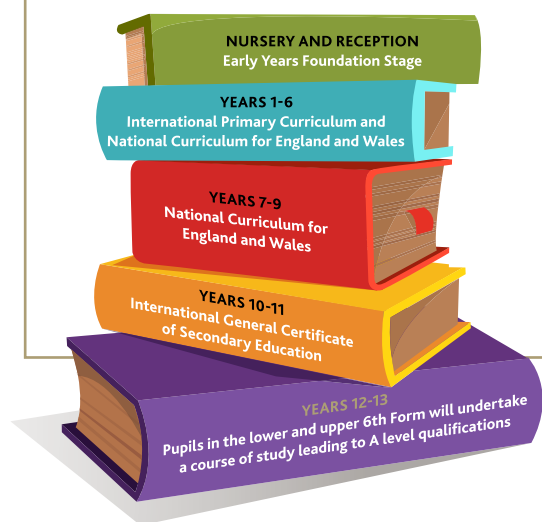 NURSERY AND RECEPTION
Early Years Foundation Stage
YEARS 1-6
International Primary Curriculum and
National Curriculum for England and Wales
YEARS 7-9
National Curriculum for
England and Wales
YEARS 10-11
International General Certificate
of Secondary Education
YEARS 12-13
Pupils in the lower and upper 6th Form will undertake
a course of study leading to A level qualifications